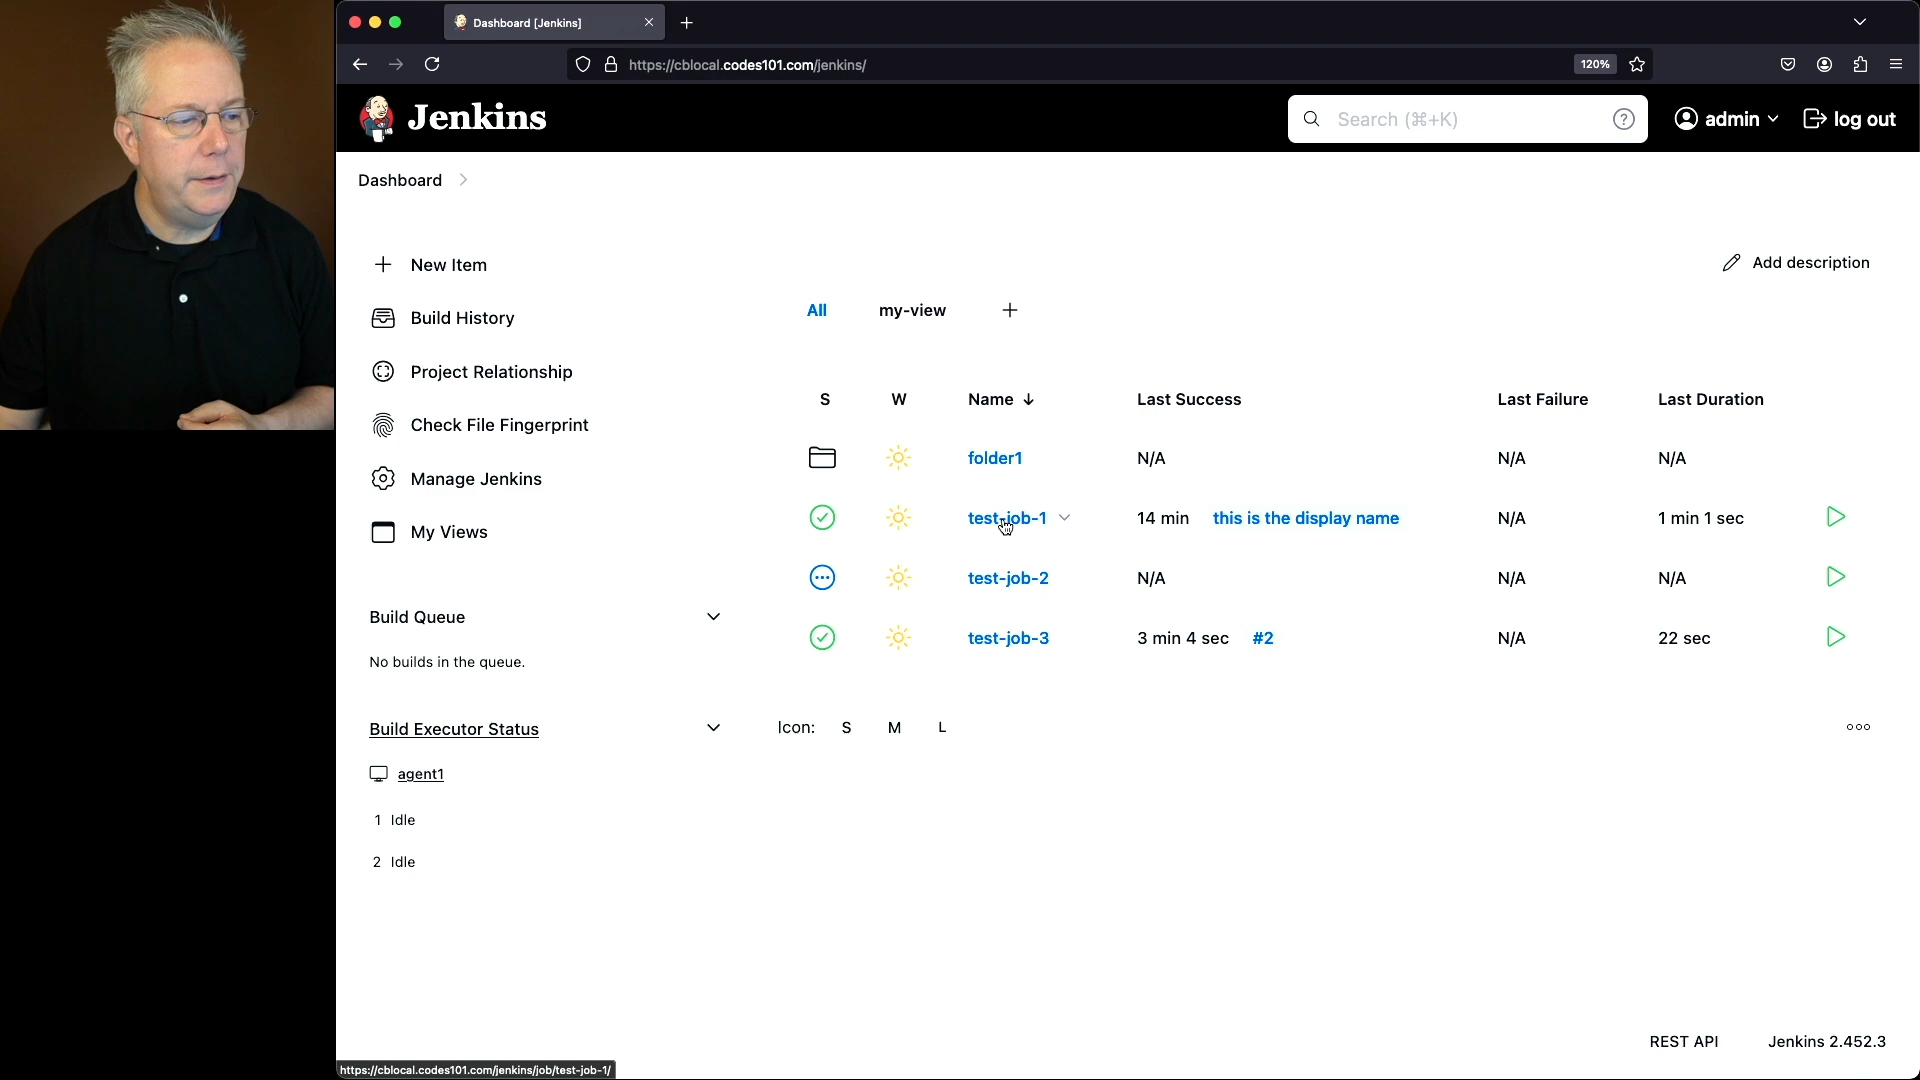 Dashboard [Jenkins]
https://cblocal.codes101.com/jenkins/
120%
Jenkins
Search (⌘+K)
admin
log out
Dashboard
New Item
Add description
Build History
All my-view
Project Relationship
S W Name ↓ Last Success Last Failure Last Duration
Check File Fingerprint
folder1 N/A N/A N/A
Manage Jenkins
test-job-1 14 min this is the display name N/A 1 min 1 sec
My Views
test-job-2 N/A N/A N/A
Build Queue
test-job-3 3 min 4 sec #2 N/A 22 sec
No builds in the queue.
Build Executor Status
Icon: S M L
agent1
1 Idle
2 Idle
REST API Jenkins 2.452.3
https://cblocal.codes101.com/jenkins/job/test-job-1/